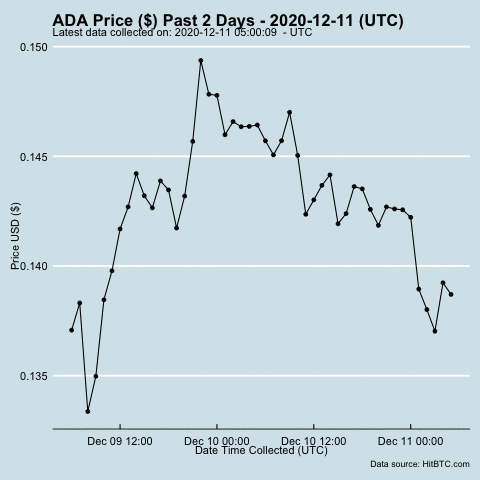 ADA Price ($) Past 2 Days - 2020-12-11 (UTC)
Latest data collected on: 2020-12-11 05:00:09  - UTC
0.150
0.145
0.140
0.135
Price USD ($)
Dec 09 12:00 Dec 10 00:00 Dec 10 12:00 Dec 11 00:00
Date Time Collected (UTC)
Data source: HitBTC.com